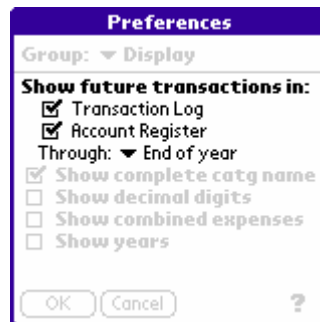 Preferences
Group: Display
Show future transactions in:
Transaction Log
Account Register
Through: End of year
Show complete catg name
Show decimal digits
Show combined expenses
Show years
OK Cancel ?